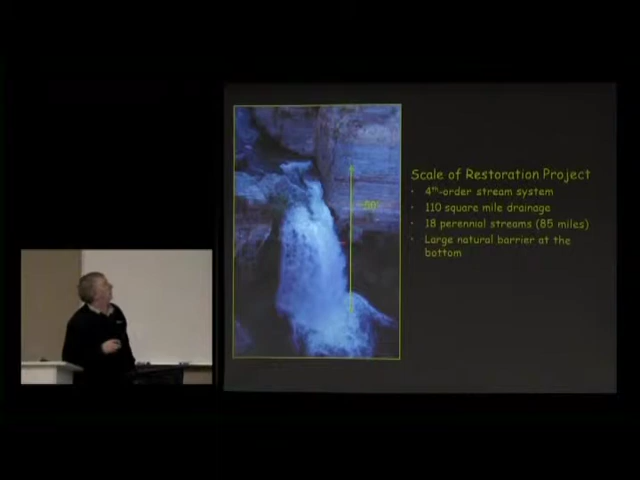 Scale of Restoration Project
4th-order stream system
110 square mile drainage
18 perennial streams (85 miles)
Large natural barrier at the
bottom